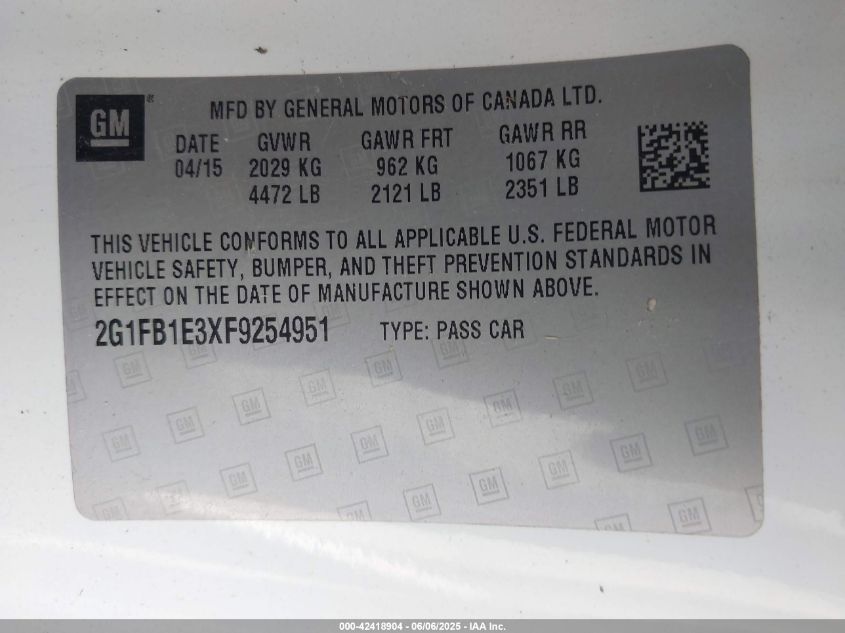 GM ®
MFD BY GENERAL MOTORS OF CANADA LTD.
DATE GVWR GAWR FRT GAWR RR
04/15 2029 KG 962 KG 1067 KG
4472 LB 2121 LB 2351 LB
THIS VEHICLE CONFORMS TO ALL APPLICABLE U.S. FEDERAL MOTOR
VEHICLE SAFETY, BUMPER, AND THEFT PREVENTION STANDARDS IN
EFFECT ON THE DATE OF MANUFACTURE SHOWN ABOVE.
2G1FB1E3XF9254951 TYPE: PASS CAR
000-42418904 - 06/06/2025 - IAA Inc.